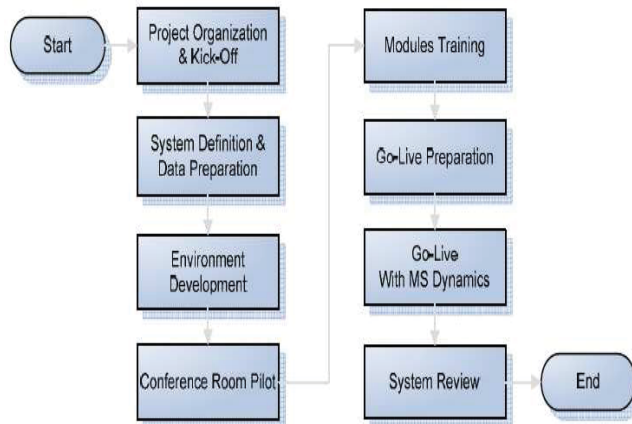 Start
Project Organization
& Kick-Off
System Definition &
Data Preparation
Environment
Development
Conference Room Pilot
Modules Training
Go-Live Preparation
Go-Live
With MS Dynamics
System Review
End